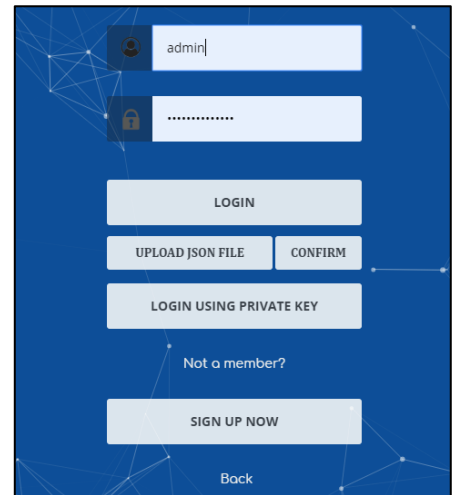 admin
••••••••••••••
LOGIN
UPLOAD JSON FILE CONFIRM
LOGIN USING PRIVATE KEY
Not a member?
SIGN UP NOW
Back